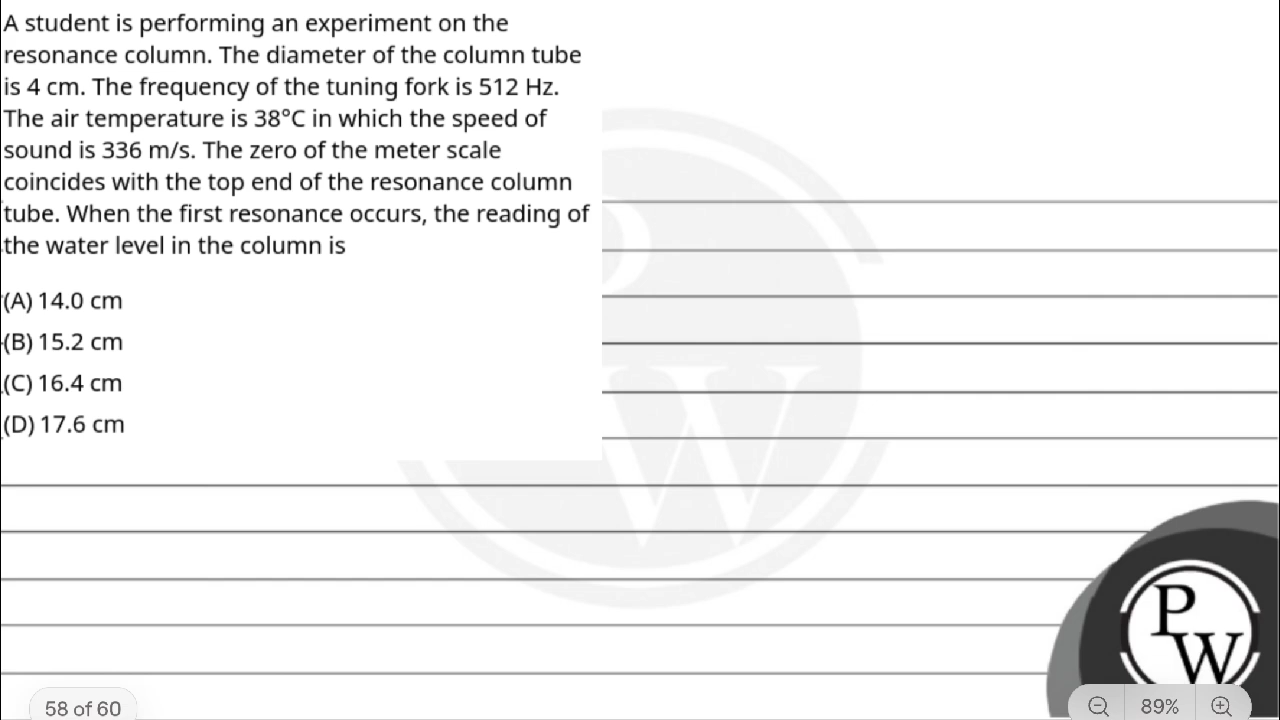 A student is performing an experiment on the
resonance column. The diameter of the column tube
is 4 cm. The frequency of the tuning fork is 512 Hz.
The air temperature is 38°C in which the speed of
sound is 336 m/s. The zero of the meter scale
coincides with the top end of the resonance column
tube. When the first resonance occurs, the reading of
the water level in the column is
(A) 14.0 cm
(B) 15.2 cm
(C) 16.4 cm
(D) 17.6 cm
P
W
P
W
58 of 60
89%